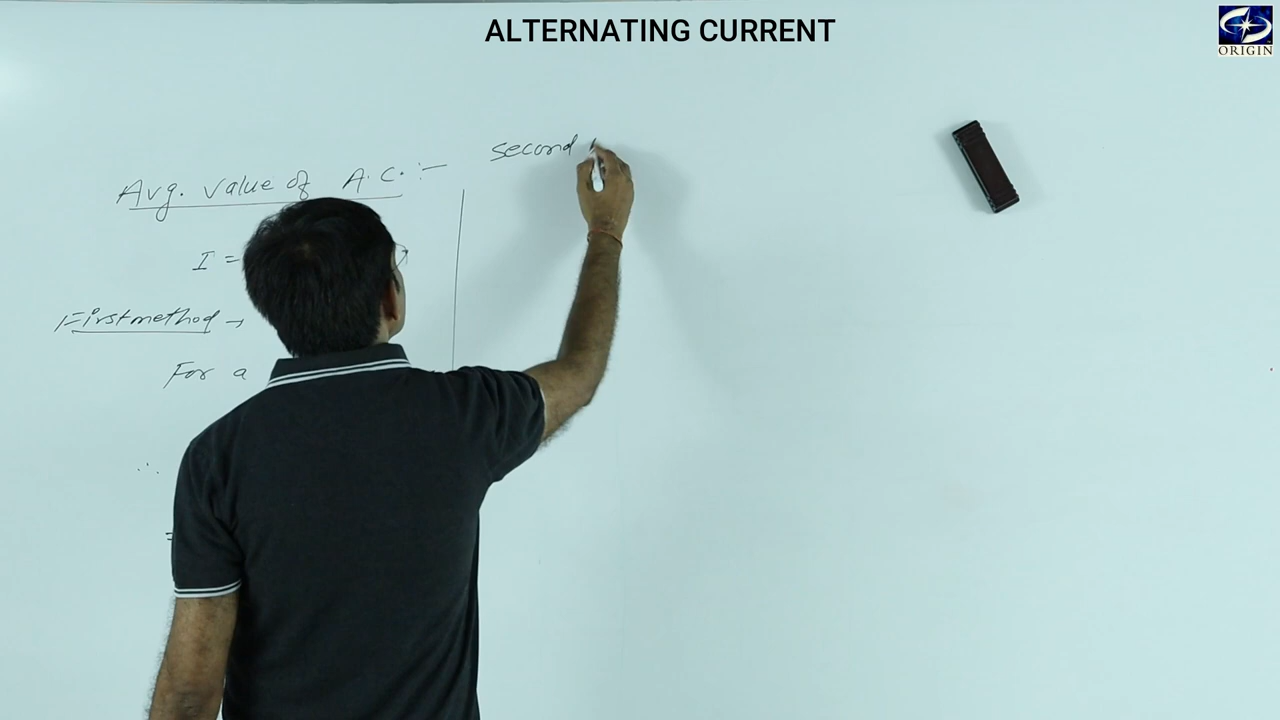 ALTERNATING CURRENT
ORIGIN
Avg. value of A.C. :-
I =
First method →
For a
∴
=
second